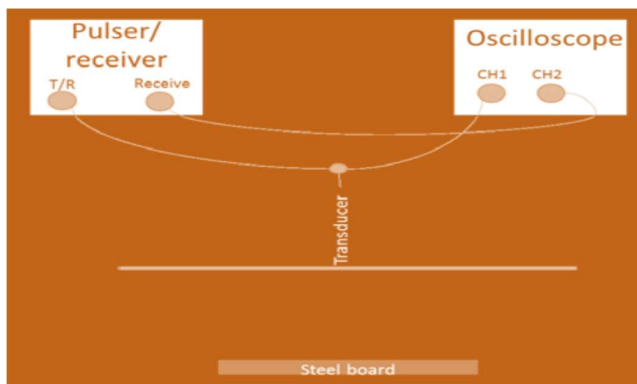 Pulser/
receiver
T/R
Receive
Oscilloscope
CH1
CH2
Transducer
Steel board